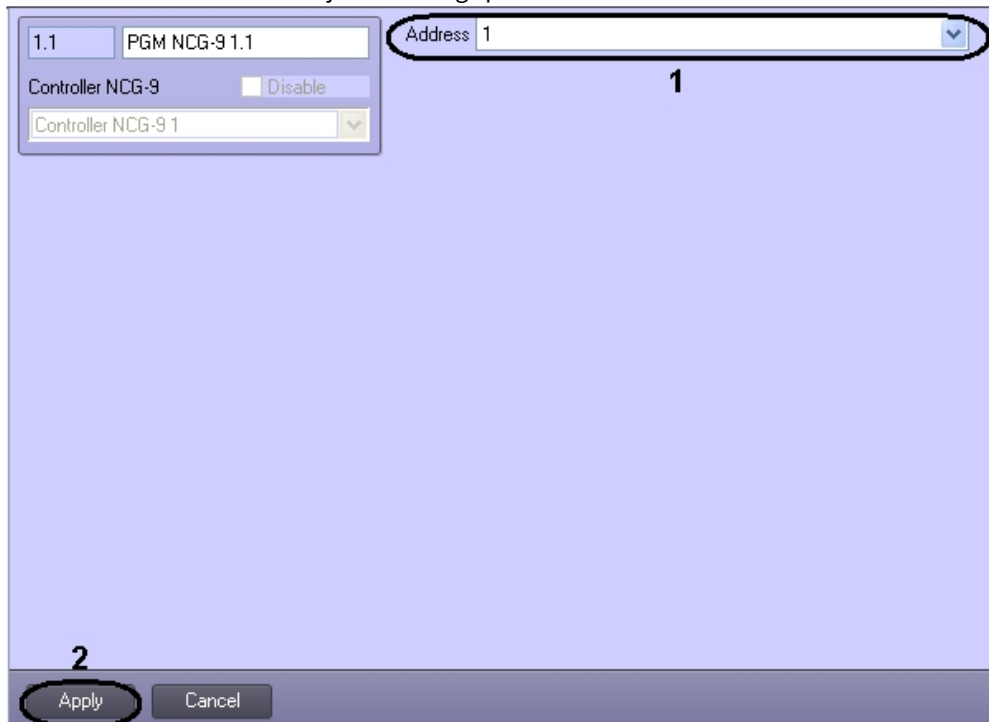 1.1 PGM NCG-9 1.1
Address 1
1
Controller NCG-9 Disable
Controller NCG-9 1
2
Apply Cancel